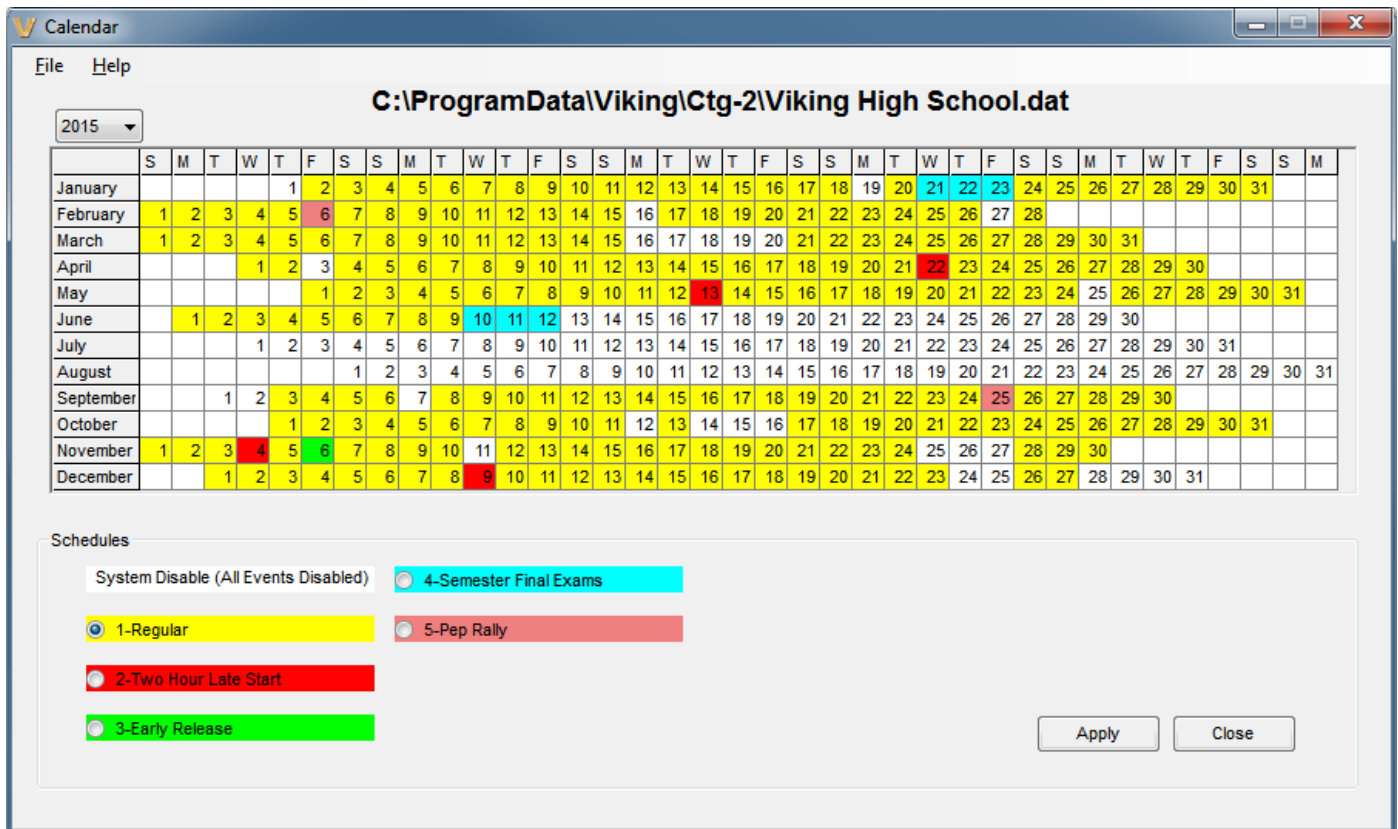 Calendar
File Help
C:\ProgramData\Viking\Ctg-2\Viking High School.dat
2015
S M T W T F S S M T W T F S S M T W T F S S M T W T F S S M T W T F S S M
January 1 2 3 4 5 6 7 8 9 10 11 12 13 14 15 16 17 18 19 20 21 22 23 24 25 26 27 28 29 30 31
February 1 2 3 4 5 6 7 8 9 10 11 12 13 14 15 16 17 18 19 20 21 22 23 24 25 26 27 28
March 1 2 3 4 5 6 7 8 9 10 11 12 13 14 15 16 17 18 19 20 21 22 23 24 25 26 27 28 29 30 31
April 1 2 3 4 5 6 7 8 9 10 11 12 13 14 15 16 17 18 19 20 21 22 23 24 25 26 27 28 29 30
May 1 2 3 4 5 6 7 8 9 10 11 12 13 14 15 16 17 18 19 20 21 22 23 24 25 26 27 28 29 30 31
June 1 2 3 4 5 6 7 8 9 10 11 12 13 14 15 16 17 18 19 20 21 22 23 24 25 26 27 28 29 30
July 1 2 3 4 5 6 7 8 9 10 11 12 13 14 15 16 17 18 19 20 21 22 23 24 25 26 27 28 29 30 31
August 1 2 3 4 5 6 7 8 9 10 11 12 13 14 15 16 17 18 19 20 21 22 23 24 25 26 27 28 29 30 31
September 1 2 3 4 5 6 7 8 9 10 11 12 13 14 15 16 17 18 19 20 21 22 23 24 25 26 27 28 29 30
October 1 2 3 4 5 6 7 8 9 10 11 12 13 14 15 16 17 18 19 20 21 22 23 24 25 26 27 28 29 30 31
November 1 2 3 4 5 6 7 8 9 10 11 12 13 14 15 16 17 18 19 20 21 22 23 24 25 26 27 28 29 30
December 1 2 3 4 5 6 7 8 9 10 11 12 13 14 15 16 17 18 19 20 21 22 23 24 25 26 27 28 29 30 31
Schedules
System Disable (All Events Disabled) 4-Semester Final Exams
1-Regular 5-Pep Rally
2-Two Hour Late Start
3-Early Release
Apply Close